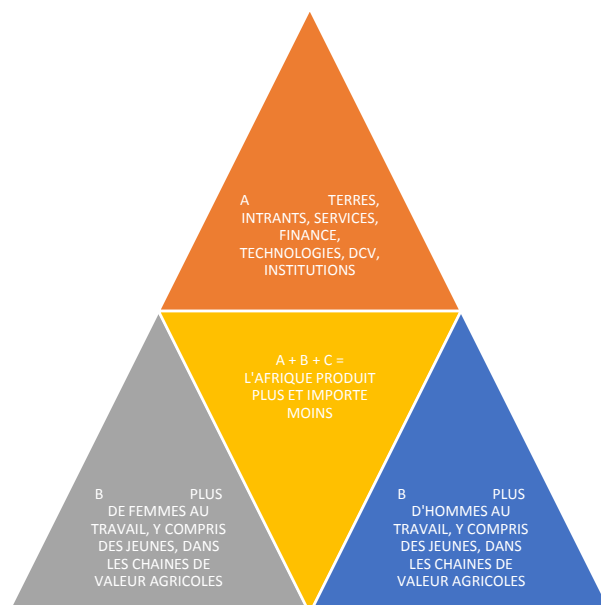 A TERRES,
INTRANTS, SERVICES,
FINANCE,
TECHNOLOGIES, DCV,
INSTITUTIONS
A + B + C =
L'AFRIQUE PRODUIT
PLUS ET IMPORTE
MOINS
B PLUS
DE FEMMES AU
TRAVAIL, Y COMPRIS
DES JEUNES, DANS
LES CHAINES DE
VALEUR AGRICOLES
B PLUS
D'HOMMES AU
TRAVAIL, Y COMPRIS
DES JEUNES, DANS
LES CHAINES DE
VALEUR AGRICOLES